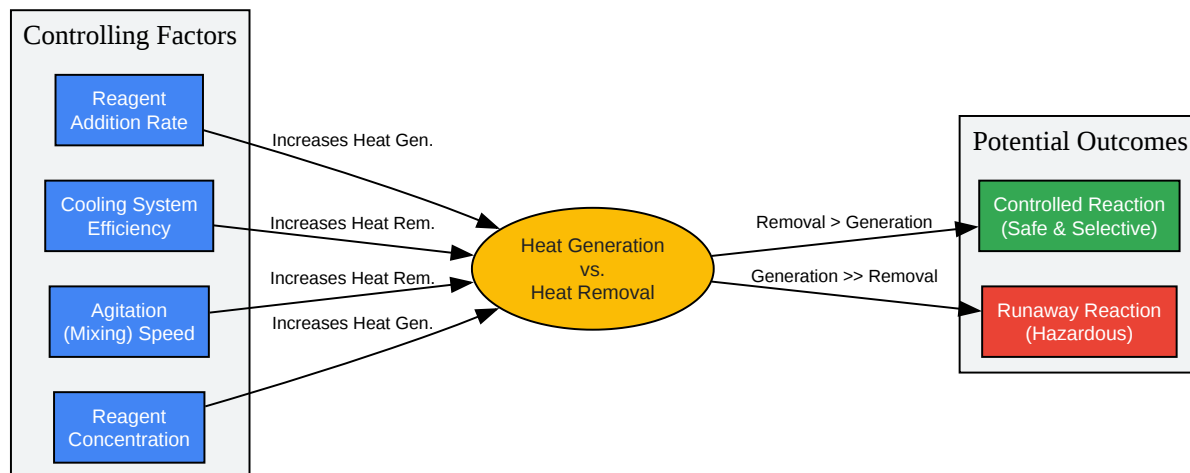 Controlling Factors
Reagent
Addition Rate
Cooling System
Efficiency
Agitation
(Mixing) Speed
Reagent
Concentration
Increases Heat Gen.
Increases Heat Rem.
Increases Heat Rem.
Increases Heat Gen.
Heat Generation
vs.
Heat Removal
Removal > Generation
Generation >> Removal
Potential Outcomes
Controlled Reaction
(Safe & Selective)
Runaway Reaction
(Hazardous)